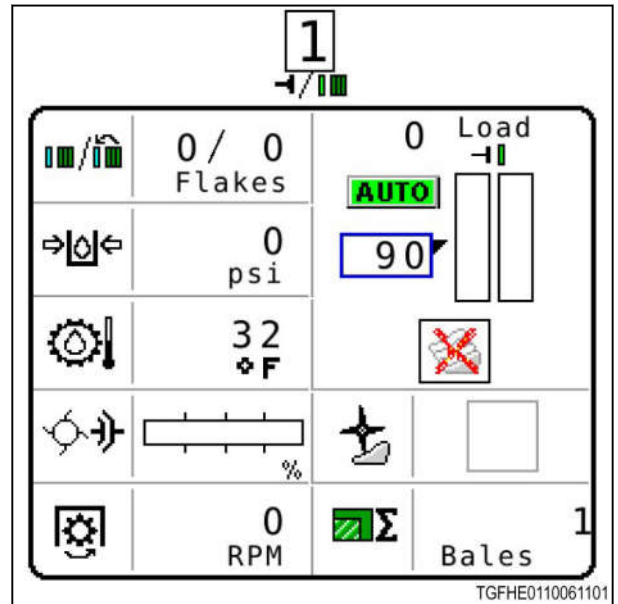 1
0/ 0
Flakes
0 Load
AUTO
0
psi
90
32
°F
%
0
RPM
Σ
1
Bales
TGFHE0110061101